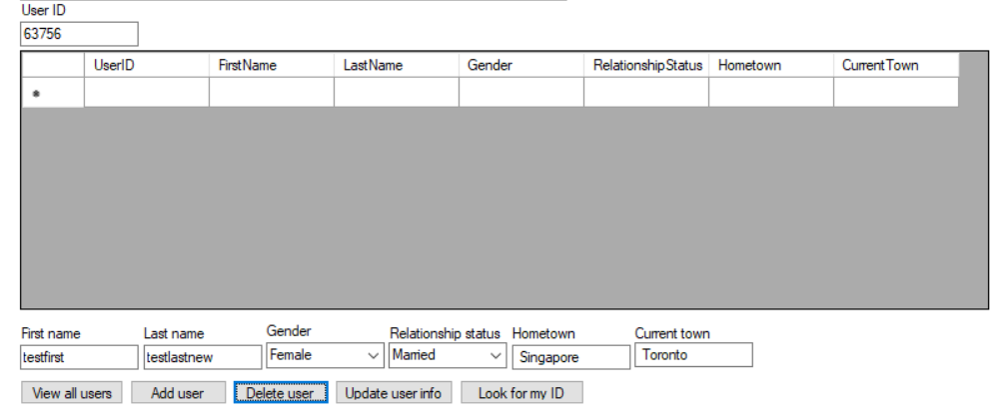 User ID
63756
UserID FirstName LastName Gender RelationshipStatus Hometown CurrentTown
First name Last name Gender Relationship status Hometown Current town
testfirst testlastnew Female Married Singapore Toronto
View all users Add user Delete user Update user info Look for my ID